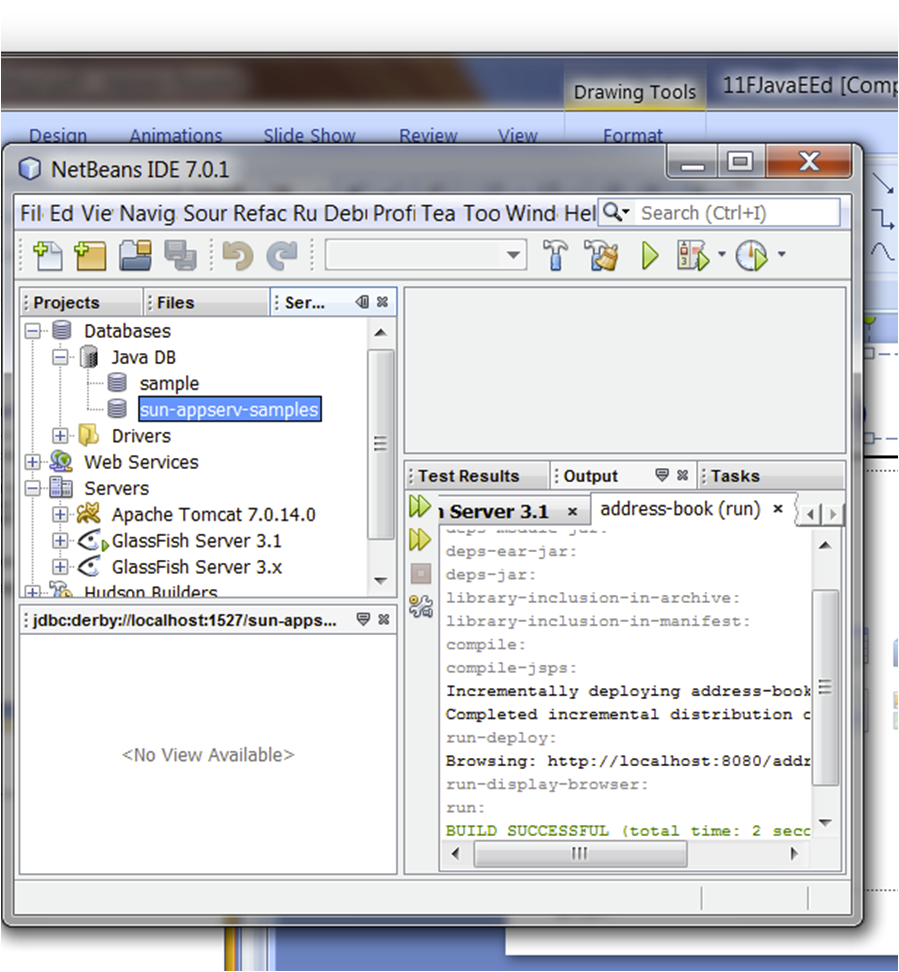 Drawing Tools 11FJavaEEd [Comp
Design Animations Slide Show Review View Format
NetBeans IDE 7.0.1
Fil Ed Vie Navig Sour Refac Ru Debu Profi Tea Too Wind Hel Search (Ctrl+I)
Projects Files Ser...
Databases
Java DB
sample
sun-appserv-samples
Drivers
Web Services
Servers
Apache Tomcat 7.0.14.0
GlassFish Server 3.1
GlassFish Server 3.x
Hudson Builders
jdbc:derby://localhost:1527/sun-apps...
<No View Available>
Test Results Output Tasks
Server 3.1 address-book (run)
deps-module-jar:
deps-ear-jar:
deps-jar:
library-inclusion-in-archive:
library-inclusion-in-manifest:
compile:
compile-jsps:
Incrementally deploying address-book
Completed incremental distribution o
run-deploy:
Browsing: http://localhost:8080/addr
run-display-browser:
run:
BUILD SUCCESSFUL (total time: 2 seco